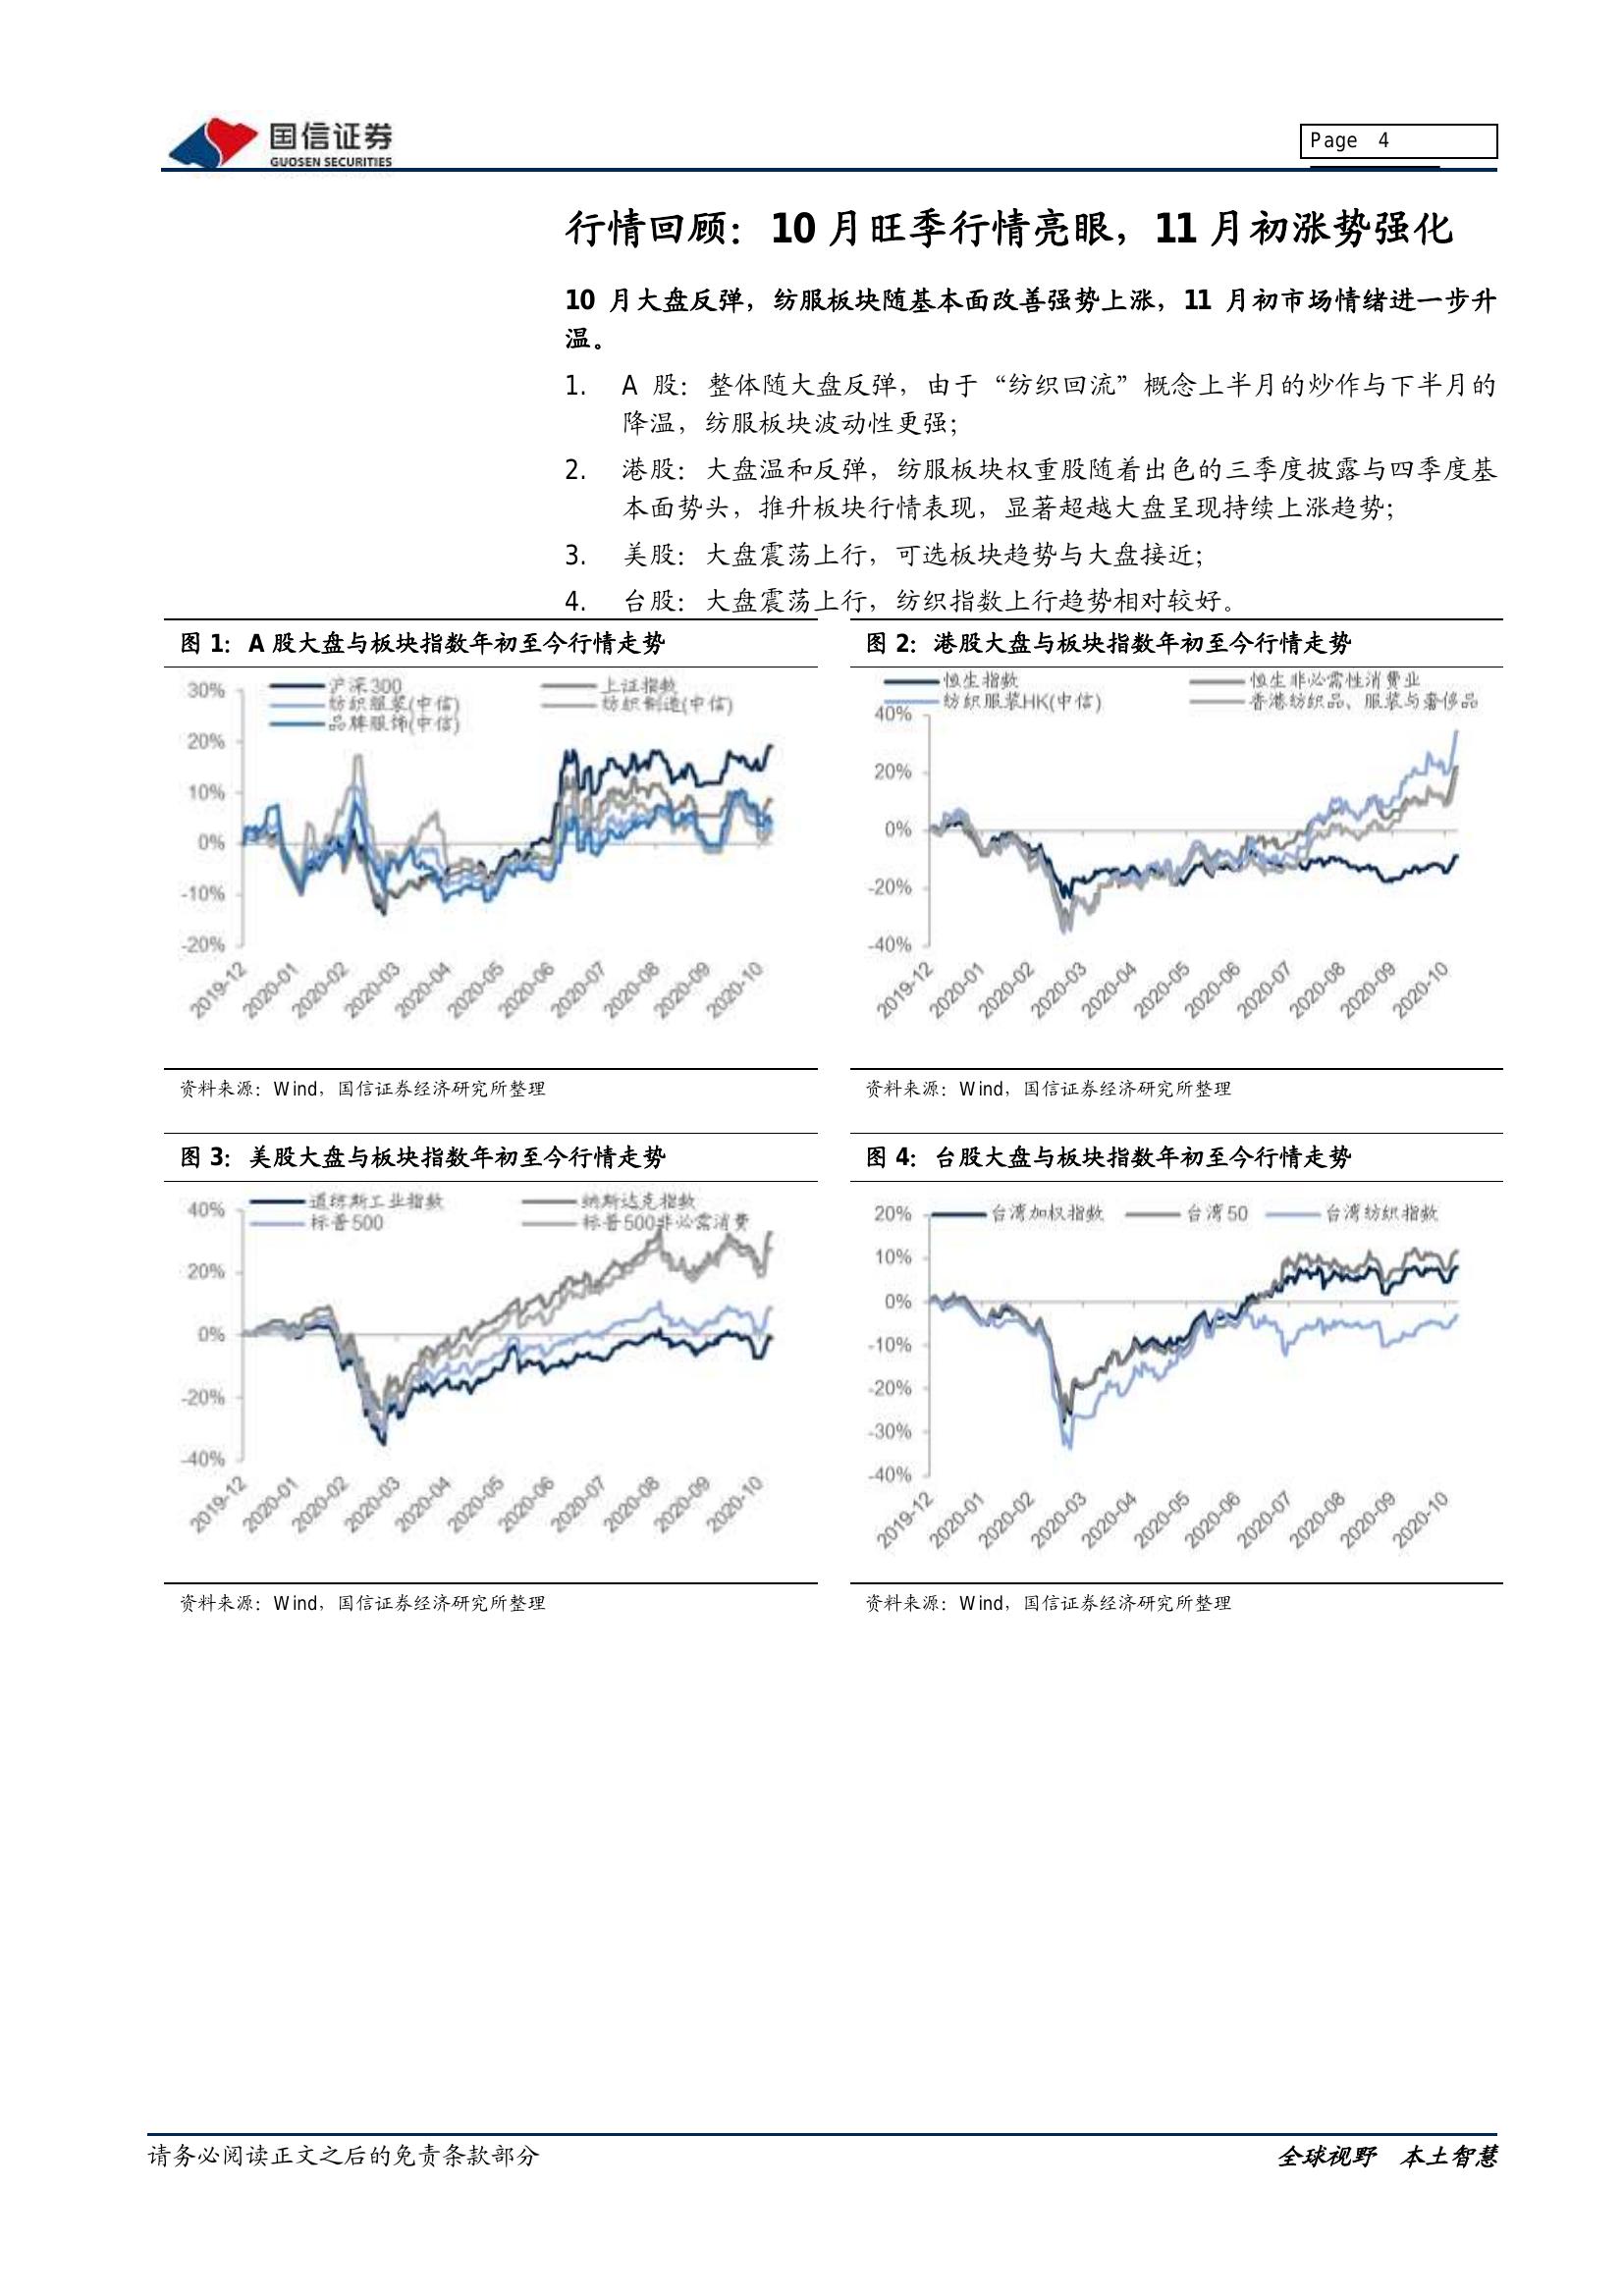 国信证券
GUOSEN SECURITIES
Page 4
行情回顾：10 月旺季行情亮眼，11 月初涨势强化
10 月大盘反弹，纺服板块随基本面改善强势上涨，11 月初市场情绪进一步升
温。
1. A 股：整体随大盘反弹，由于“纺织回流”概念上半月的炒作与下半月的
降温，纺服板块波动性更强；
2. 港股：大盘温和反弹，纺服板块权重股随着出色的三季度披露与四季度基
本面势头，推升板块行情表现，显著超越大盘呈现持续上涨趋势；
3. 美股：大盘震荡上行，可选板块趋势与大盘接近；
4. 台股：大盘震荡上行，纺织指数上行趋势相对较好。
图 1：A 股大盘与板块指数年初至今行情走势
沪深300 上证指数
纺织服装(中信) 纺织制造(中信)
品牌服饰(中信)
30%
20%
10%
0%
-10%
-20%
2019-12 2020-01 2020-02 2020-03 2020-04 2020-05 2020-06 2020-07 2020-08 2020-09 2020-10
资料来源：Wind，国信证券经济研究所整理
图 2：港股大盘与板块指数年初至今行情走势
恒生指数 恒生非必需性消费业
纺织服装HK(中信) 香港纺织品、服装与奢侈品
40%
20%
0%
-20%
-40%
2019-12 2020-01 2020-02 2020-03 2020-04 2020-05 2020-06 2020-07 2020-08 2020-09 2020-10
资料来源：Wind，国信证券经济研究所整理
图 3：美股大盘与板块指数年初至今行情走势
道琼斯工业指数 纳斯达克指数
标普500 标普500非必需消费
40%
20%
0%
-20%
-40%
2019-12 2020-01 2020-02 2020-03 2020-04 2020-05 2020-06 2020-07 2020-08 2020-09 2020-10
资料来源：Wind，国信证券经济研究所整理
图 4：台股大盘与板块指数年初至今行情走势
台湾加权指数 台湾50 台湾纺织指数
20%
10%
0%
-10%
-20%
-30%
-40%
2019-12 2020-01 2020-02 2020-03 2020-04 2020-05 2020-06 2020-07 2020-08 2020-09 2020-10
资料来源：Wind，国信证券经济研究所整理
请务必阅读正文之后的免责条款部分
全球视野 本土智慧